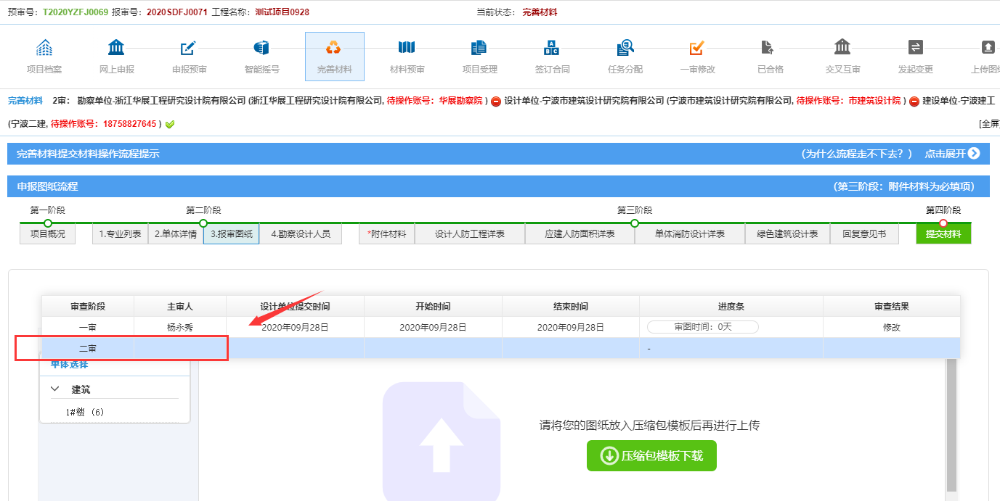 预审号：T2020YZFJ0069 报审号：2020SDFJ0071 工程名称：测试项目0928 当前状态：完善材料
项目档案 网上申报 申报预审 智能摇号 完善材料 材料预审 项目受理 签订合同 任务分配 一审修改 已合格 交叉互审 发起变更 上传图纸
完善材料 2审： 勘察单位-浙江华展工程研究设计院有限公司 (浙江华展工程研究设计院有限公司, 待操作账号：华展勘察院 ) 设计单位-宁波市建筑设计研究院有限公司 (宁波市建筑设计研究院有限公司, 待操作账号：市建筑设计院 ) 建设单位-宁波建工
(宁波二建, 待操作账号：18758827645 ) [全屏]
完善材料提交材料操作流程提示 (为什么流程走不下去？) 点击展开
申报图纸流程 (第三阶段：附件材料为必填项)
第一阶段 第二阶段 第三阶段 第四阶段
项目概况 1.专业列表 2.单体详情 3.报审图纸 4.勘察设计人员 *附件材料 设计人防工程详表 应建人防面积详表 单体消防设计详表 绿色建筑设计表 回复意见书 提交材料
审查阶段 主审人 设计单位提交时间 开始时间 结束时间 进度条 审查结果
一审 杨永秀 2020年09月28日 2020年09月28日 2020年09月28日 审图时间：0天 修改
二审 -
单体选择
建筑
1#楼（6）
请将您的图纸放入压缩包模板后再进行上传
压缩包模板下载